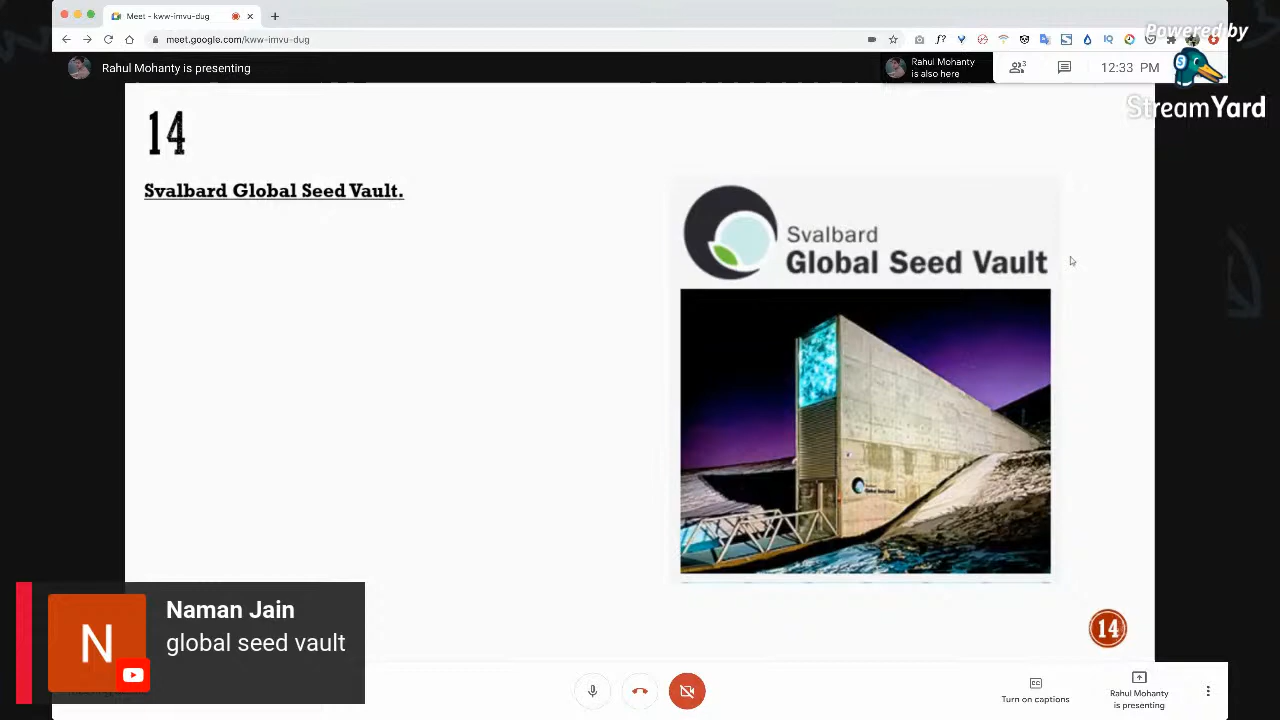 Meet - kww-imvu-dug
meet.google.com/kww-imvu-dug
Powered by
Rahul Mohanty is presenting
Rahul Mohanty
is also here
3
12:33 PM
StreamYard
14
Svalbard Global Seed Vault.
Svalbard
Global Seed Vault
14
N
Naman Jain
global seed vault
Turn on captions
Rahul Mohanty
is presenting